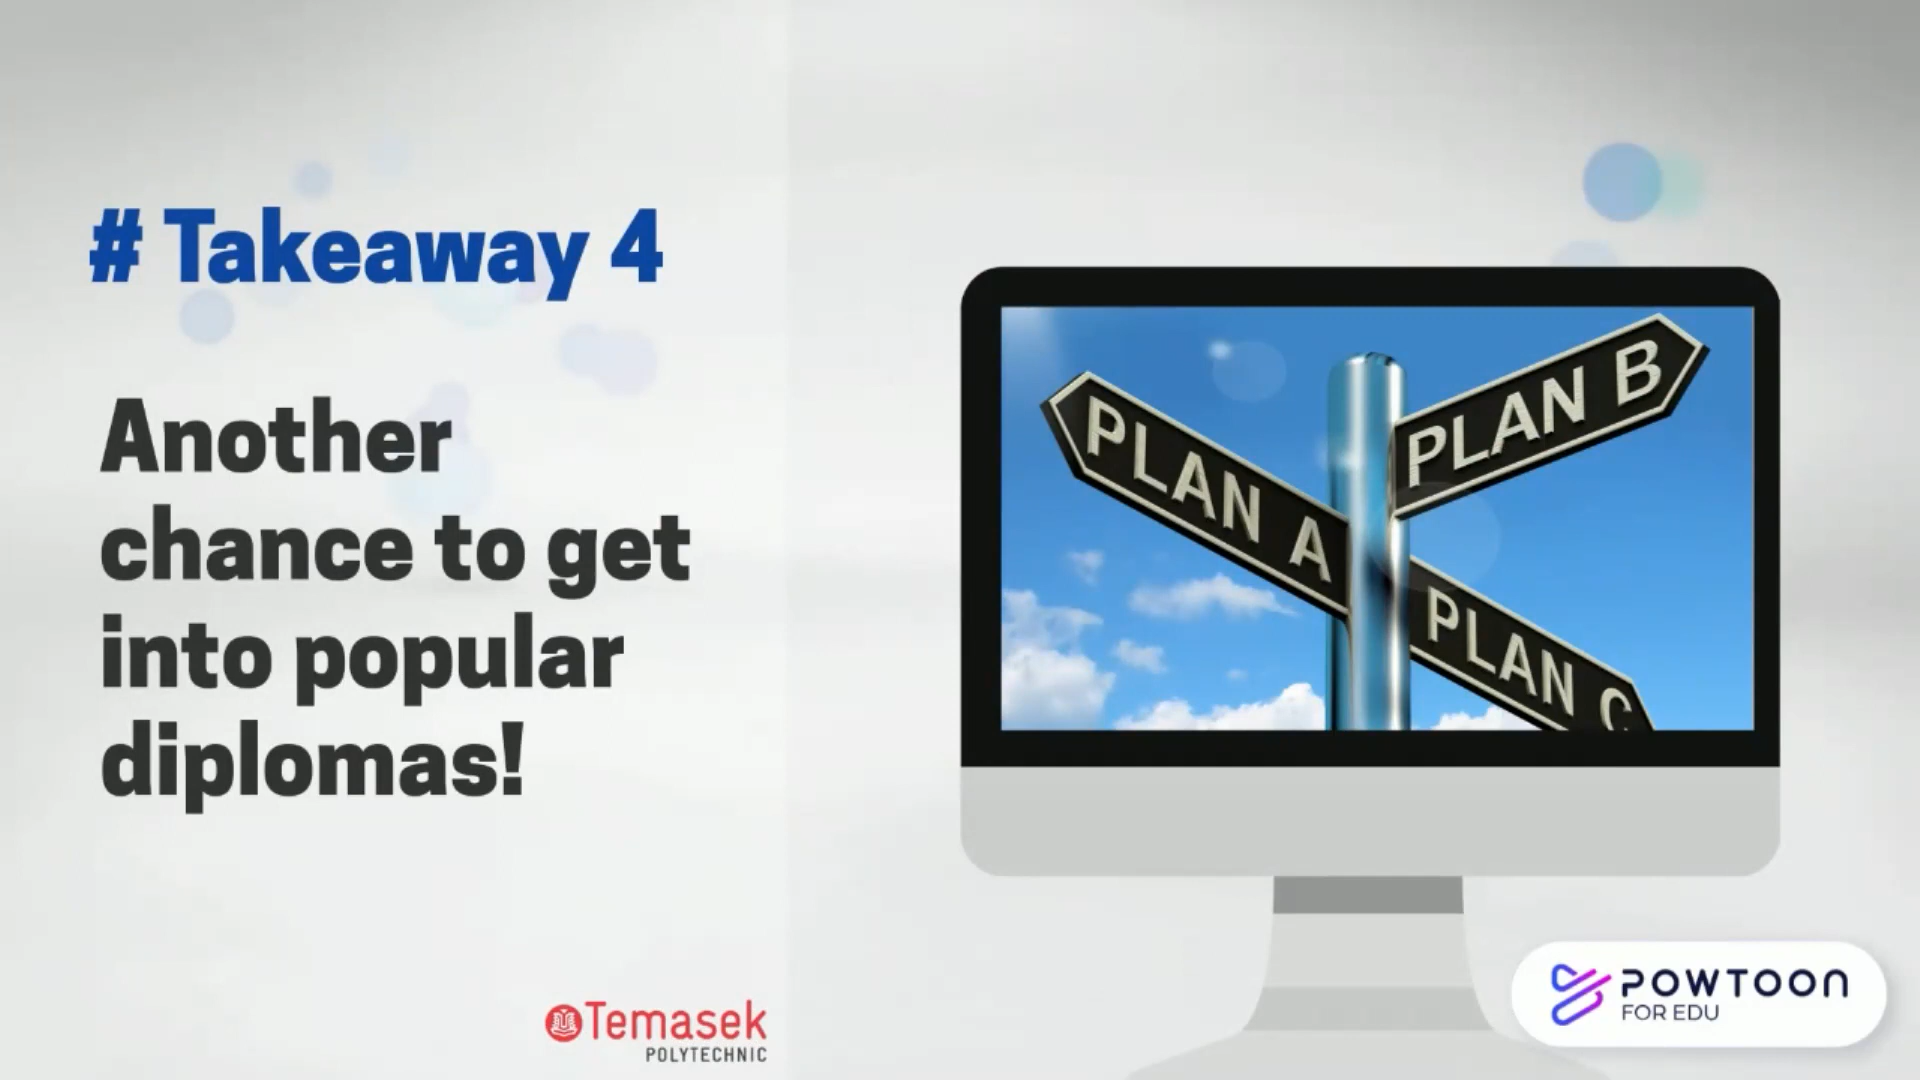 # Takeaway 4
Another
chance to get
into popular
diplomas!
PLAN A
PLAN B
PLAN C
Temasek
POLYTECHNIC
POWTOON
FOR EDU